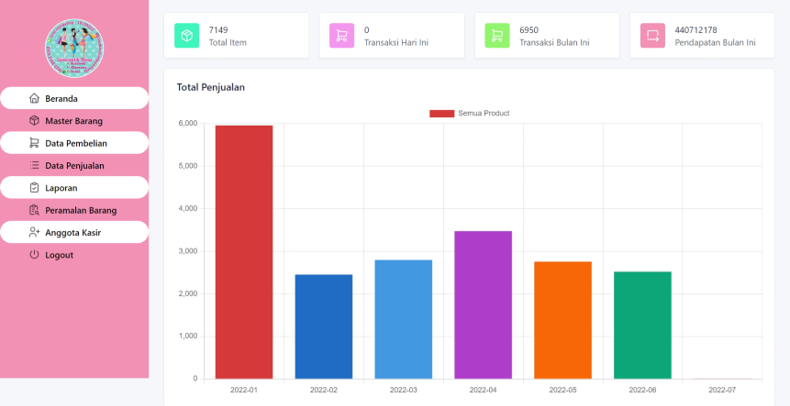 Beranda
Master Barang
Data Pembelian
Data Penjualan
Laporan
Peramalan Barang
Anggota Kasir
Logout
7149
Total Item
0
Transaksi Hari Ini
6950
Transaksi Bulan Ini
440712178
Pendapatan Bulan Ini
Total Penjualan
Semua Product
6,000
5,000
4,000
3,000
2,000
1,000
0
2022-01 2022-02 2022-03 2022-04 2022-05 2022-06 2022-07